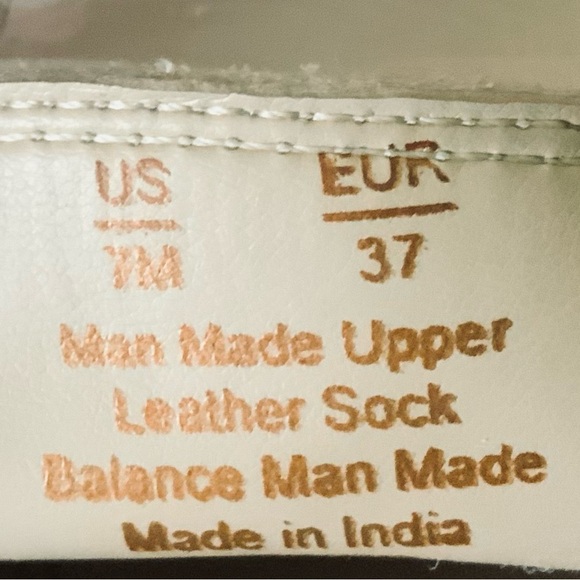 US EUR
7M 37
Man Made Upper
Leather Sock
Balance Man Made
Made in India